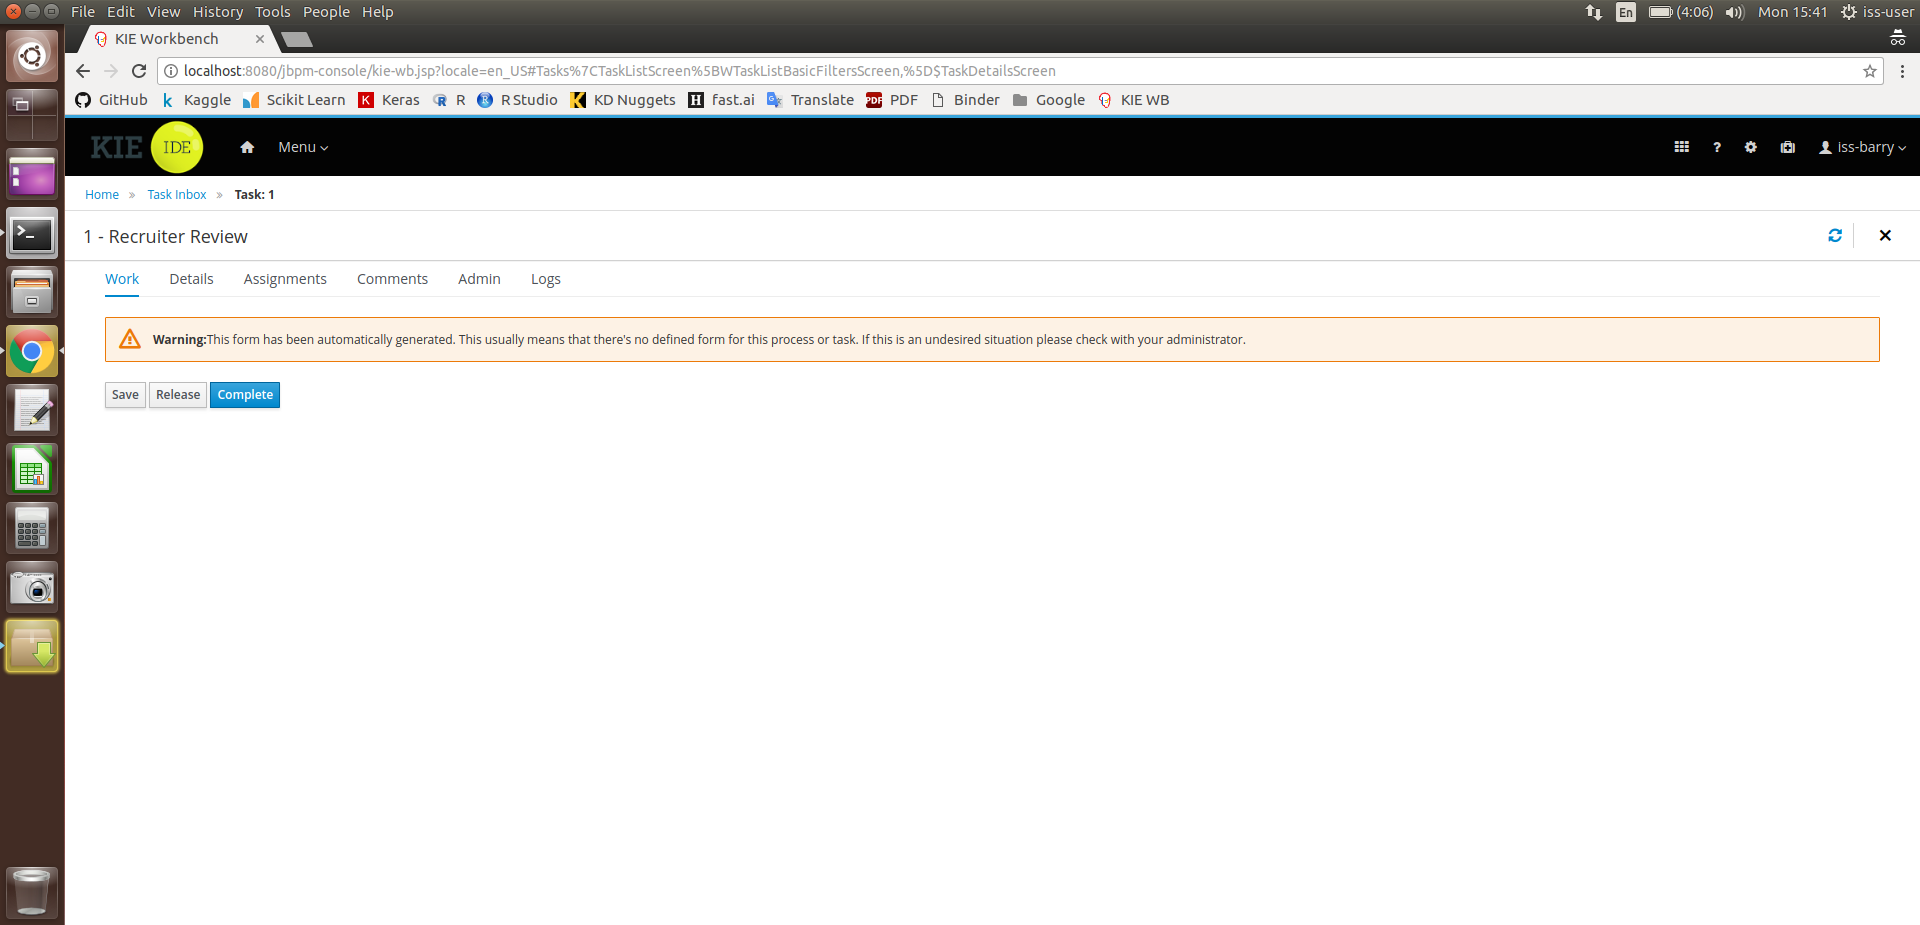 File Edit View History Tools People Help
En (4:06) Mon 15:41 iss-user
KIE Workbench
localhost:8080/jbpm-console/kie-wb.jsp?locale=en_US#Tasks%7CTaskListScreen%5BWTaskListBasicFiltersScreen,%5D$TaskDetailsScreen
GitHub k Kaggle Scikit Learn K Keras R R R Studio K KD Nuggets H fast.ai Translate PDF PDF Binder Google KIE WB
KIE IDE Menu ? iss-barry
Home » Task Inbox » Task: 1
1 - Recruiter Review
Work Details Assignments Comments Admin Logs
Warning:This form has been automatically generated. This usually means that there's no defined form for this process or task. If this is an undesired situation please check with your administrator.
Save Release Complete